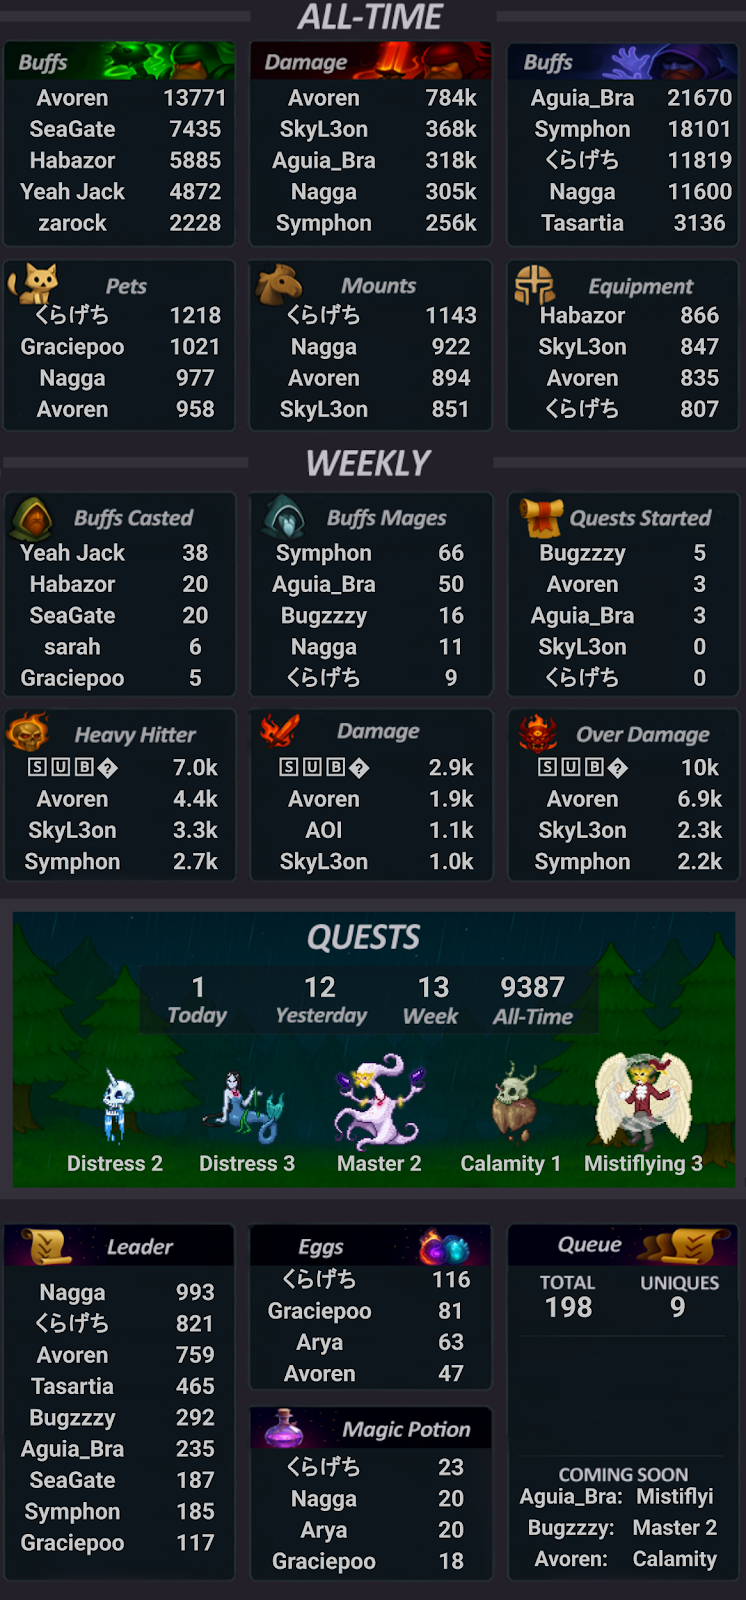 ALL-TIME
Buffs
Avoren 13771
SeaGate 7435
Habazor 5885
Yeah Jack 4872
zarock 2228
Damage
Avoren 784k
SkyL3on 368k
Aguia_Bra 318k
Nagga 305k
Symphon 256k
Buffs
Aguia_Bra 21670
Symphon 18101
くらげち 11819
Nagga 11600
Tasartia 3136
Pets
くらげち 1218
Graciepoo 1021
Nagga 977
Avoren 958
Mounts
くらげち 1143
Nagga 922
Avoren 894
SkyL3on 851
Equipment
Habazor 866
SkyL3on 847
Avoren 835
くらげち 807
WEEKLY
Buffs Casted
Yeah Jack 38
Habazor 20
SeaGate 20
sarah 6
Graciepoo 5
Buffs Mages
Symphon 66
Aguia_Bra 50
Bugzzzy 16
Nagga 11
くらげち 9
Quests Started
Bugzzzy 5
Avoren 3
Aguia_Bra 3
SkyL3on 0
くらげち 0
Heavy Hitter
🅂🅄🄱� 7.0k
Avoren 4.4k
SkyL3on 3.3k
Symphon 2.7k
Damage
🅂🅄🄱� 2.9k
Avoren 1.9k
AOI 1.1k
SkyL3on 1.0k
Over Damage
🅂🅄🄱� 10k
Avoren 6.9k
SkyL3on 2.3k
Symphon 2.2k
QUESTS
1 12 13 9387
Today Yesterday Week All-Time
Distress 2 Distress 3 Master 2 Calamity 1 Mistiflying 3
Leader
Nagga 993
くらげち 821
Avoren 759
Tasartia 465
Bugzzzy 292
Aguia_Bra 235
SeaGate 187
Symphon 185
Graciepoo 117
Eggs
くらげち 116
Graciepoo 81
Arya 63
Avoren 47
Magic Potion
くらげち 23
Nagga 20
Arya 20
Graciepoo 18
Queue
TOTAL UNIQUES
198 9
COMING SOON
Aguia_Bra: Mistiflyi
Bugzzzy: Master 2
Avoren: Calamity